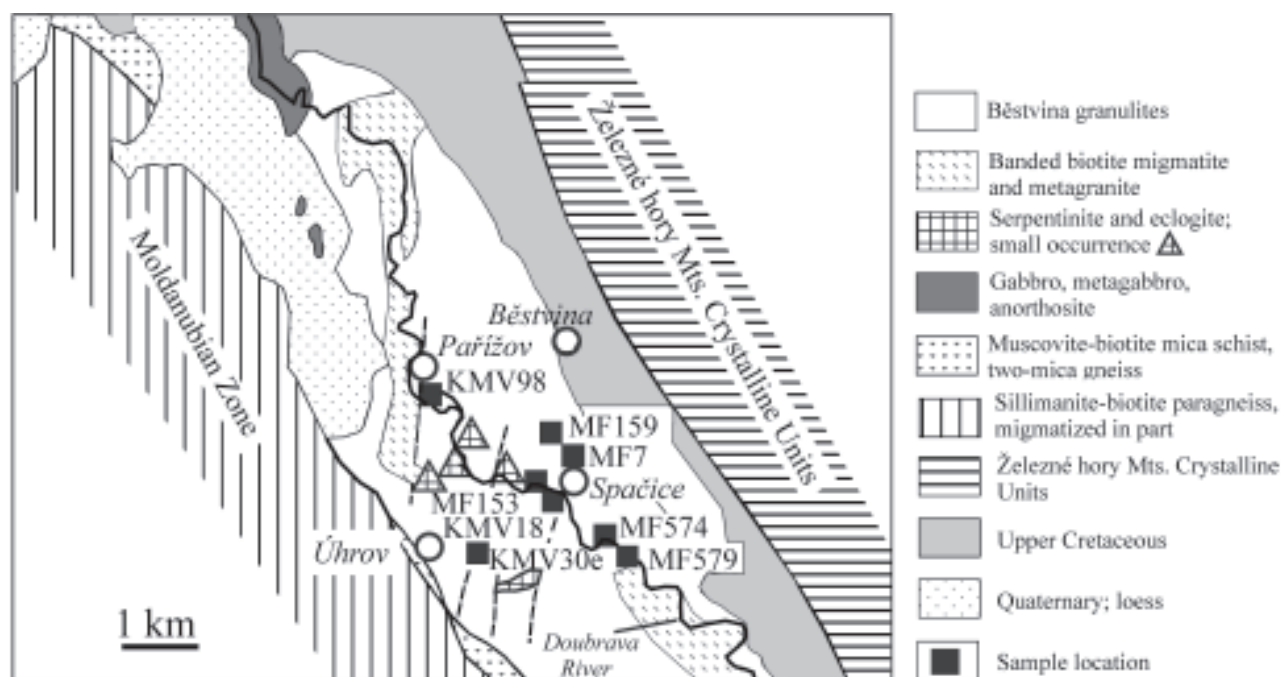 Železné hory Mts. Crystalline Units
Moldanubian Zone
Běstvina
Pařížov
KMV98
MF159
MF7
Spačice
MF153
KMV18
MF574
Úhrov
KMV30e
MF579
1 km
Doubrava
River
Běstvina granulites
Banded biotite migmatite
and metagranite
Serpentinite and eclogite;
small occurrence
Gabbro, metagabbro,
anorthosite
Muscovite-biotite mica schist,
two-mica gneiss
Sillimanite-biotite paragneiss,
migmatized in part
Železné hory Mts. Crystalline
Units
Upper Cretaceous
Quaternary; loess
Sample location